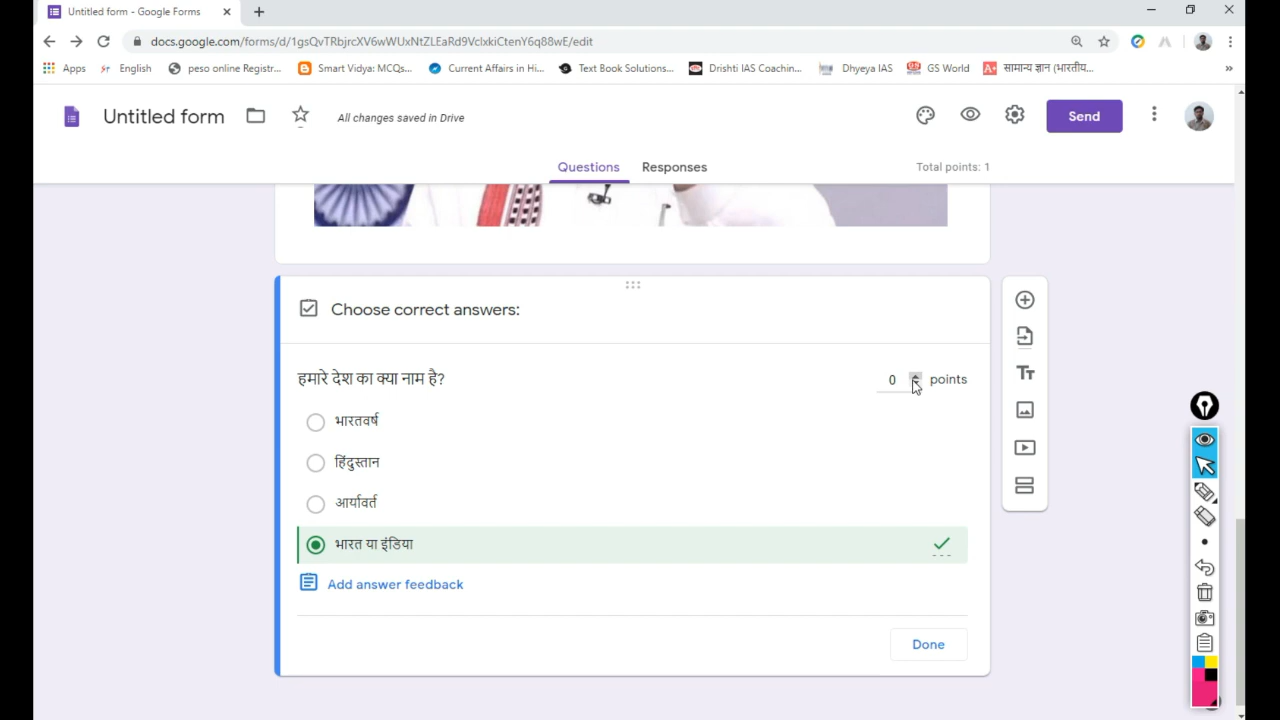 Untitled form - Google Forms
docs.google.com/forms/d/1gsQvTRbjrcXV6wWUxNtZLEaRd9VclxkiCtenY6q88wE/edit
Apps English peso online Registr... Smart Vidya: MCQs... Current Affairs in Hi... Text Book Solutions... Drishti IAS Coachin... Dhyeya IAS GS World सामान्य ज्ञान (भारतीय... »
Untitled form All changes saved in Drive Send
Questions Responses Total points: 1
Choose correct answers:
हमारे देश का क्या नाम है? 0 points
भारतवर्ष
हिंदुस्तान
आर्यावर्त
भारत या इंडिया
Add answer feedback
Done